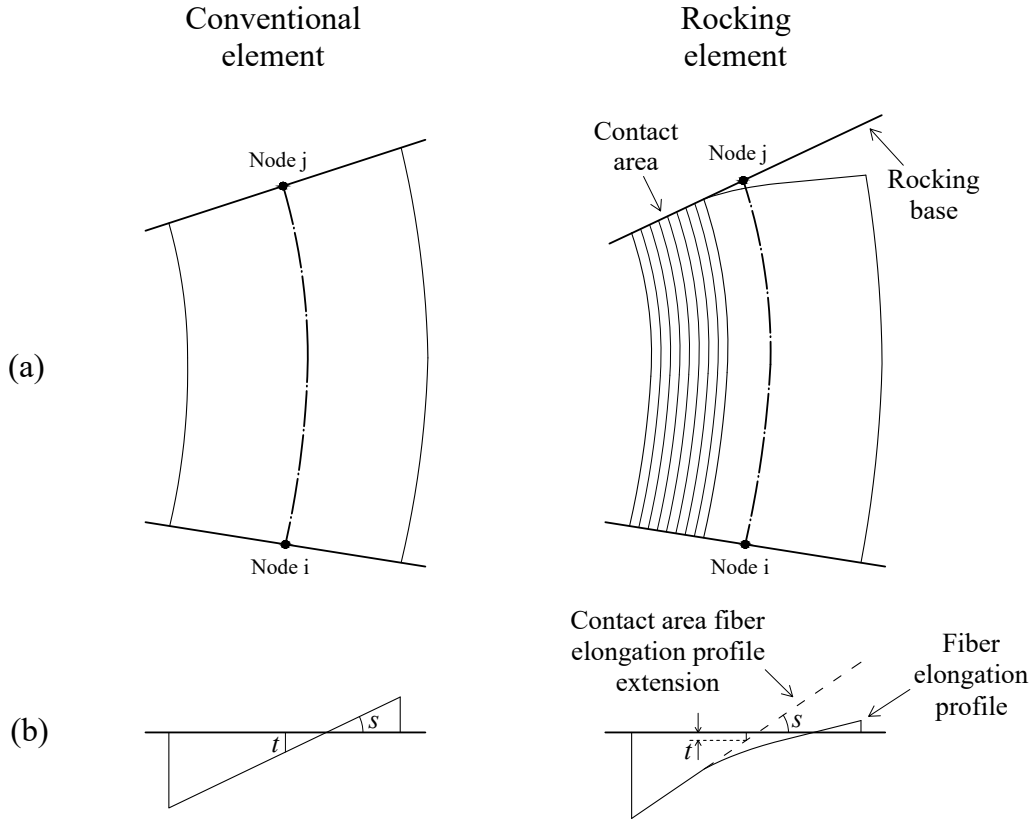 Conventional
element
Rocking
element
Contact
area
Node j
Node j
Rocking
base
(a)
Node i
Node i
Contact area fiber
elongation profile
extension
Fiber
elongation
profile
(b)
t
s
t
s